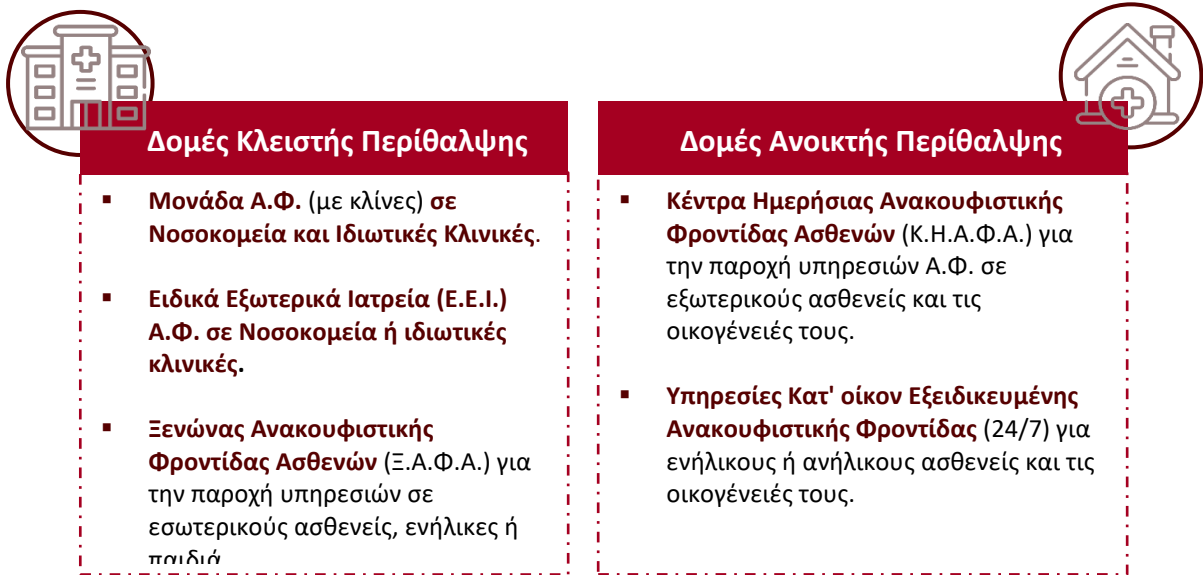 Δομές Κλειστής Περίθαλψης
▪ Μονάδα Α.Φ. (με κλίνες) σε
Νοσοκομεία και Ιδιωτικές Κλινικές.
▪ Ειδικά Εξωτερικά Ιατρεία (Ε.Ε.Ι.)
Α.Φ. σε Νοσοκομεία ή ιδιωτικές
κλινικές.
▪ Ξενώνας Ανακουφιστικής
Φροντίδας Ασθενών (Ξ.Α.Φ.Α.) για
την παροχή υπηρεσιών σε
εσωτερικούς ασθενείς, ενήλικες ή
παιδιά
Δομές Ανοικτής Περίθαλψης
▪ Κέντρα Ημερήσιας Ανακουφιστικής
Φροντίδας Ασθενών (Κ.Η.Α.Φ.Α.) για
την παροχή υπηρεσιών Α.Φ. σε
εξωτερικούς ασθενείς και τις
οικογένειές τους.
▪ Υπηρεσίες Κατ' οίκον Εξειδικευμένης
Ανακουφιστικής Φροντίδας (24/7) για
ενήλικους ή ανήλικους ασθενείς και τις
οικογένειές τους.